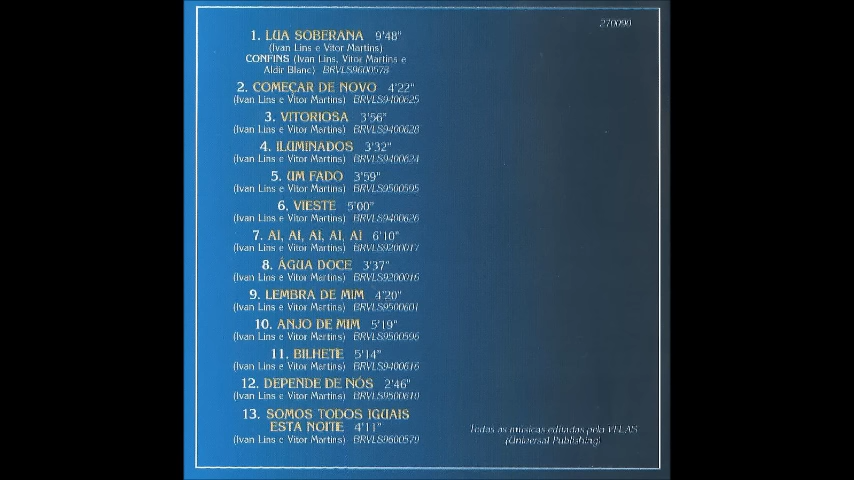 270090
1. LUA SOBERANA 9'48"
(Ivan Lins e Vitor Martins)
CONFINS (Ivan Lins, Vitor Martins e
Aldir Blanc) BRVLS9600578
2. COMEÇAR DE NOVO 4'22"
(Ivan Lins e Vitor Martins) BRVLS9400625
3. VITORIOSA 3'56"
(Ivan Lins e Vitor Martins) BRVLS9400628
4. ILUMINADOS 3'32"
(Ivan Lins e Vitor Martins) BRVLS9400624
5. UM FADO 3'59"
(Ivan Lins e Vitor Martins) BRVLS9500595
6. VIESTE 5'00"
(Ivan Lins e Vitor Martins) BRVLS9400626
7. AI, AI, AI, AI, AI 6'10"
(Ivan Lins e Vitor Martins) BRVLS9200017
8. ÁGUA DOCE 3'37"
(Ivan Lins e Vitor Martins) BRVLS9200016
9. LEMBRA DE MIM 4'20"
(Ivan Lins e Vitor Martins) BRVLS9500601
10. ANJO DE MIM 5'19"
(Ivan Lins e Vitor Martins) BRVLS9500596
11. BILHETE 5'14"
(Ivan Lins e Vitor Martins) BRVLS9400616
12. DEPENDE DE NÓS 2'46"
(Ivan Lins e Vitor Martins) BRVLS9500610
13. SOMOS TODOS IGUAIS
ESTA NOITE 4'11"
(Ivan Lins e Vitor Martins) BRVLS9600579
Todas as músicas editadas pela VELAS
(Universal Publishing)